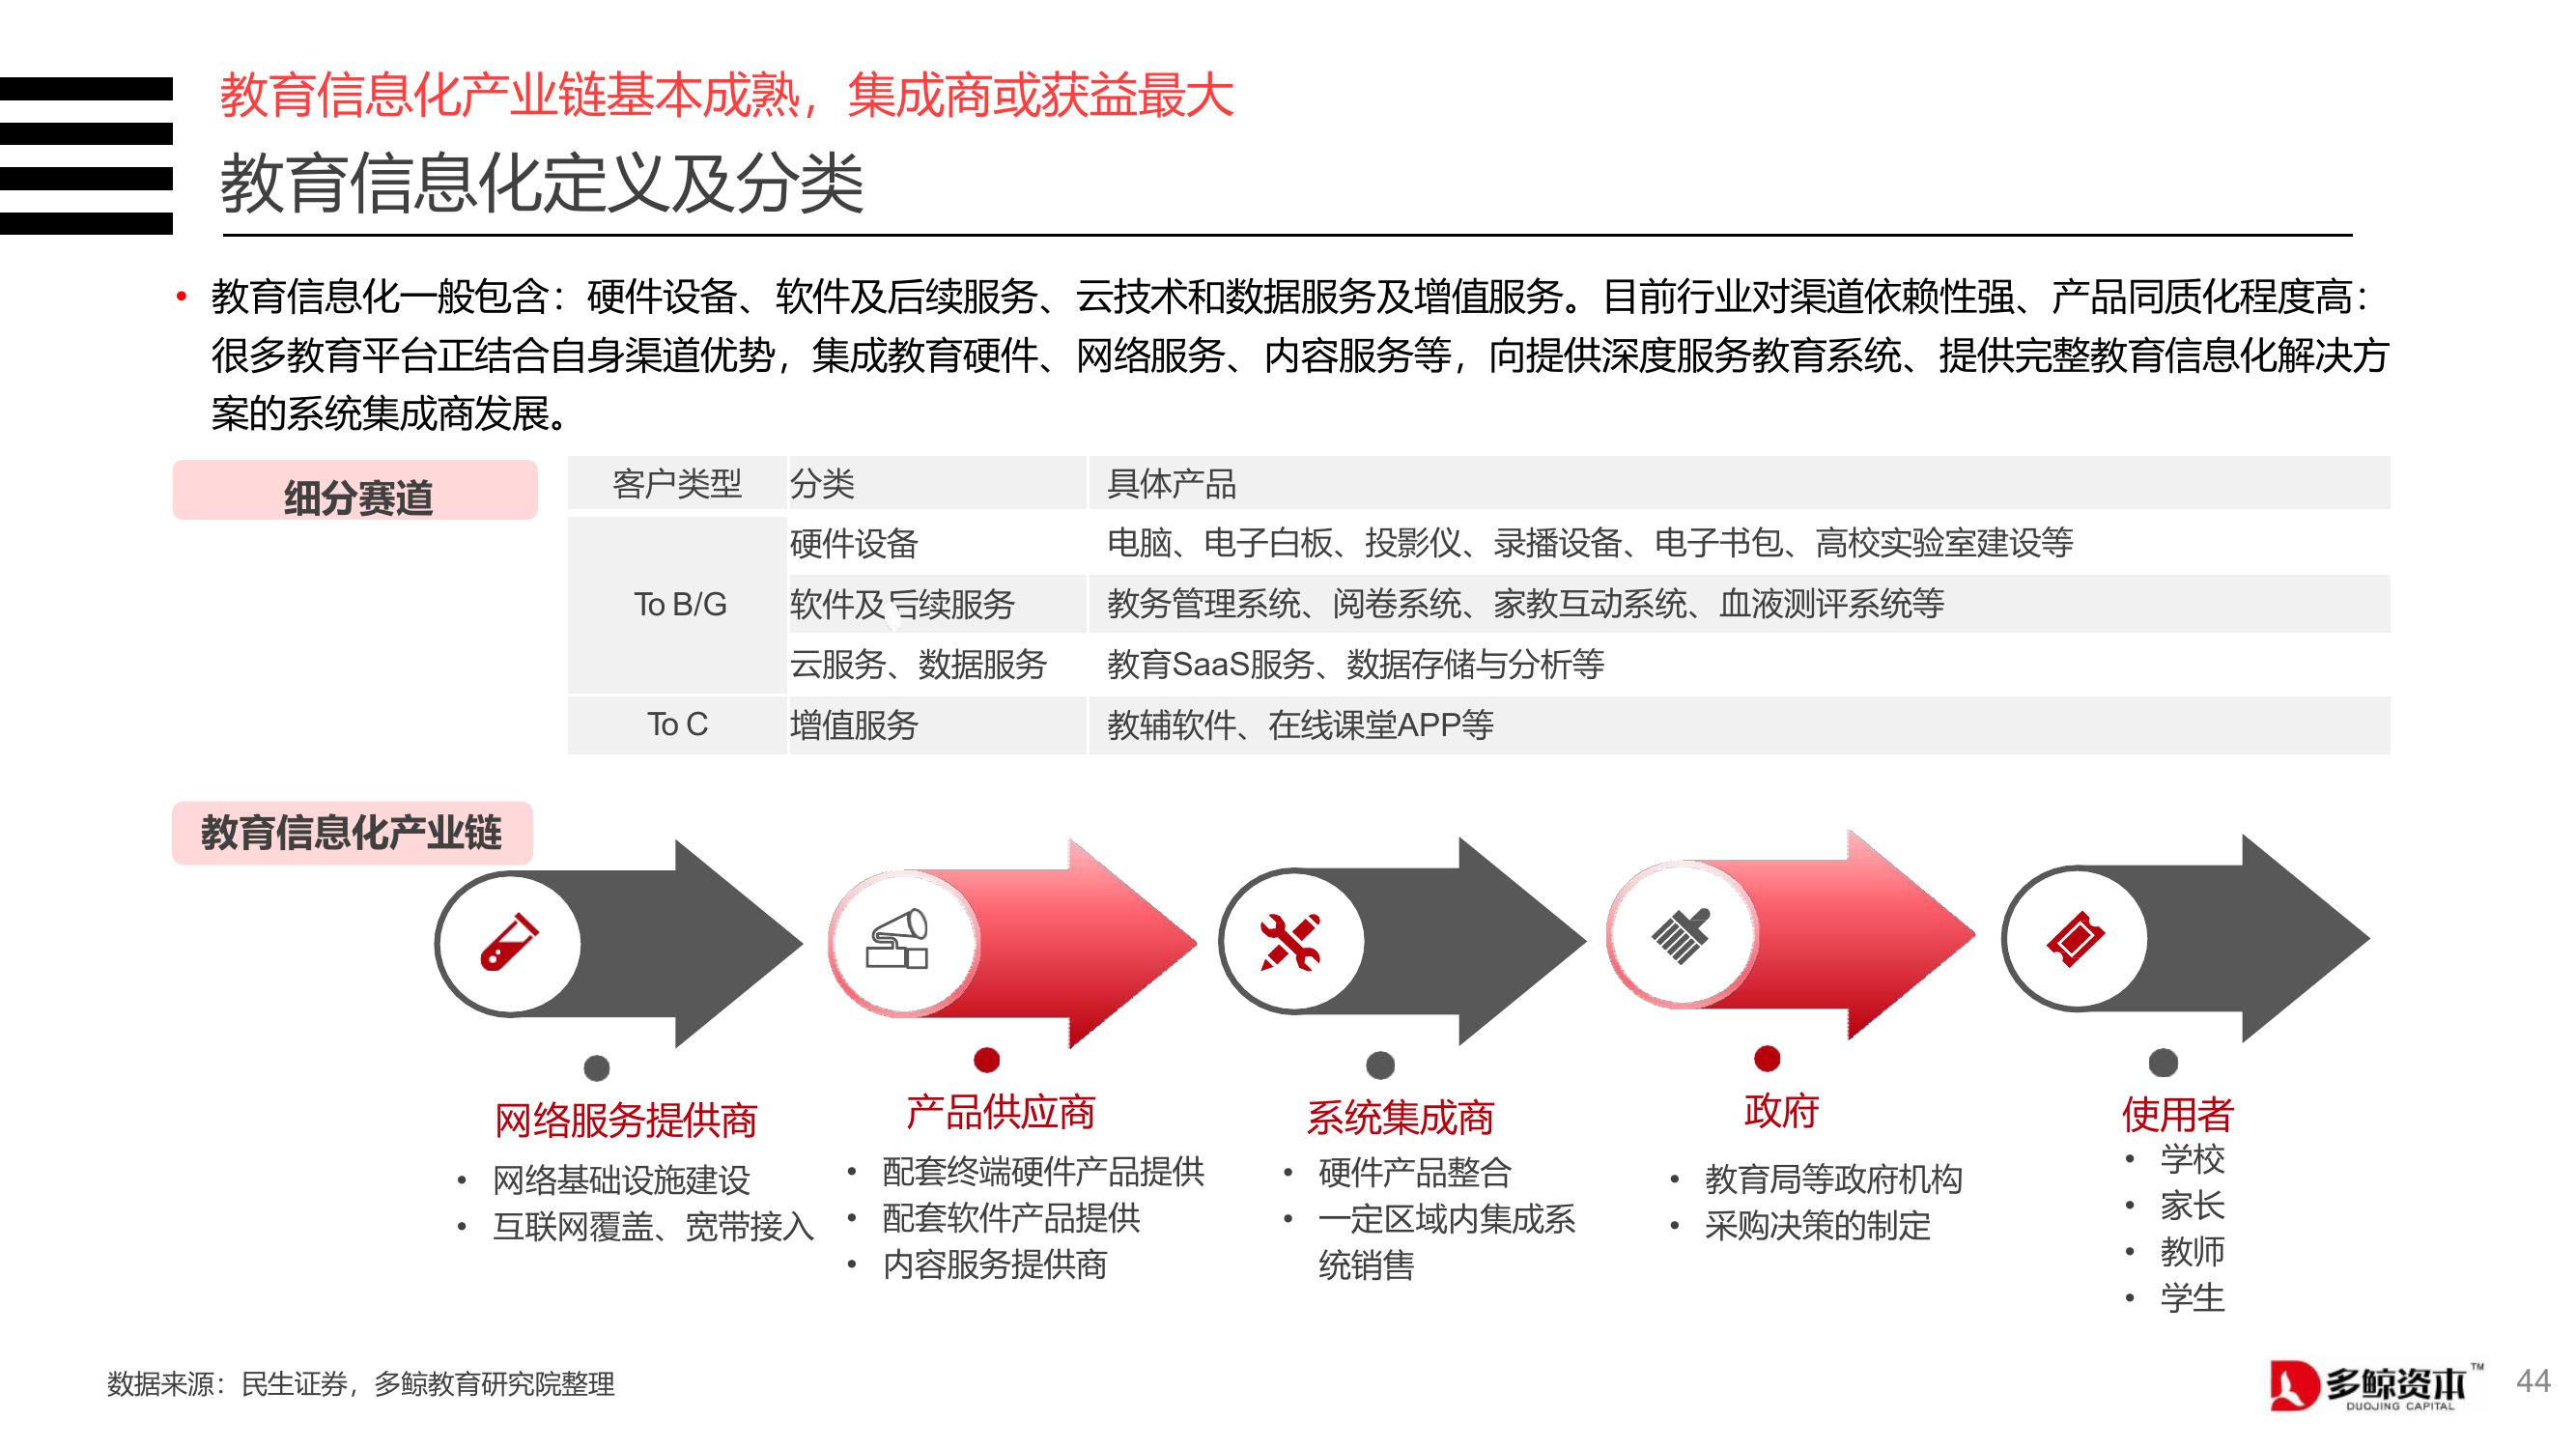 教育信息化产业链基本成熟，集成商或获益最大
教育信息化定义及分类
• 教育信息化一般包含：硬件设备、软件及后续服务、云技术和数据服务及增值服务。目前行业对渠道依赖性强、产品同质化程度高：
很多教育平台正结合自身渠道优势，集成教育硬件、网络服务、内容服务等，向提供深度服务教育系统、提供完整教育信息化解决方
案的系统集成商发展。
细分赛道
客户类型 分类 具体产品
To B/G
硬件设备 电脑、电子白板、投影仪、录播设备、电子书包、高校实验室建设等
软件及后续服务 教务管理系统、阅卷系统、家教互动系统、血液测评系统等
云服务、数据服务 教育SaaS服务、数据存储与分析等
To C 增值服务 教辅软件、在线课堂APP等
教育信息化产业链
网络服务提供商
• 网络基础设施建设
• 互联网覆盖、宽带接入
产品供应商
• 配套终端硬件产品提供
• 配套软件产品提供
• 内容服务提供商
系统集成商
• 硬件产品整合
• 一定区域内集成系
统销售
政府
• 教育局等政府机构
• 采购决策的制定
使用者
• 学校
• 家长
• 教师
• 学生
数据来源：民生证券，多鲸教育研究院整理
多鲸资本™
DUOJING CAPITAL
44